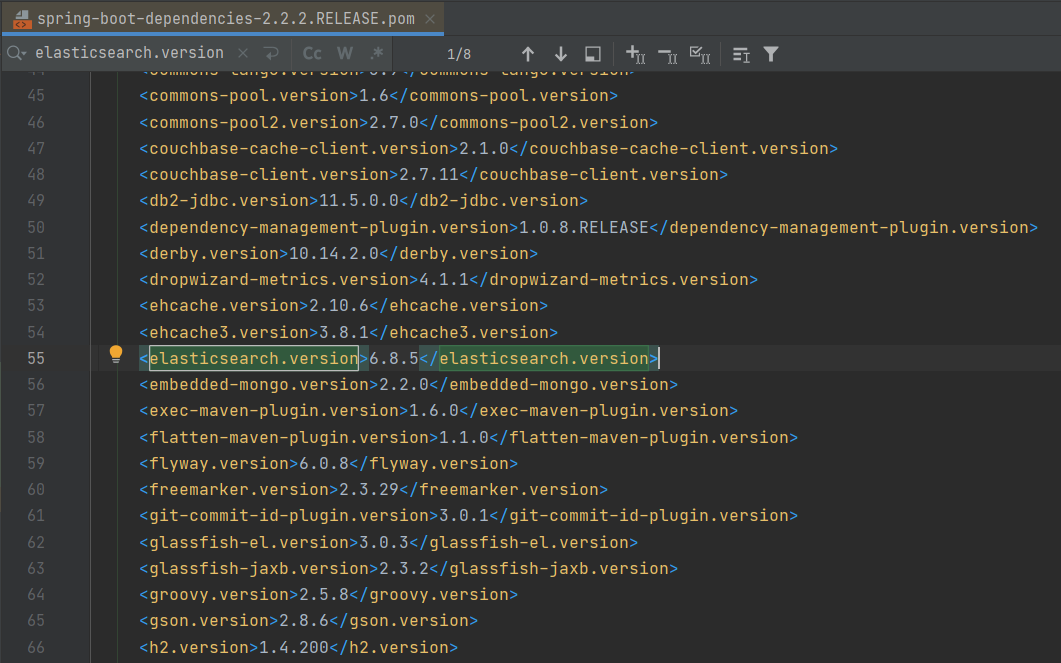 spring-boot-dependencies-2.2.2.RELEASE.pom
elasticsearch.version Cc W .* 1/8
45 <commons-pool.version>1.6</commons-pool.version>
46 <commons-pool2.version>2.7.0</commons-pool2.version>
47 <couchbase-cache-client.version>2.1.0</couchbase-cache-client.version>
48 <couchbase-client.version>2.7.11</couchbase-client.version>
49 <db2-jdbc.version>11.5.0.0</db2-jdbc.version>
50 <dependency-management-plugin.version>1.0.8.RELEASE</dependency-management-plugin.version>
51 <derby.version>10.14.2.0</derby.version>
52 <dropwizard-metrics.version>4.1.1</dropwizard-metrics.version>
53 <ehcache.version>2.10.6</ehcache.version>
54 <ehcache3.version>3.8.1</ehcache3.version>
55 <elasticsearch.version>6.8.5</elasticsearch.version>
56 <embedded-mongo.version>2.2.0</embedded-mongo.version>
57 <exec-maven-plugin.version>1.6.0</exec-maven-plugin.version>
58 <flatten-maven-plugin.version>1.1.0</flatten-maven-plugin.version>
59 <flyway.version>6.0.8</flyway.version>
60 <freemarker.version>2.3.29</freemarker.version>
61 <git-commit-id-plugin.version>3.0.1</git-commit-id-plugin.version>
62 <glassfish-el.version>3.0.3</glassfish-el.version>
63 <glassfish-jaxb.version>2.3.2</glassfish-jaxb.version>
64 <groovy.version>2.5.8</groovy.version>
65 <gson.version>2.8.6</gson.version>
66 <h2.version>1.4.200</h2.version>